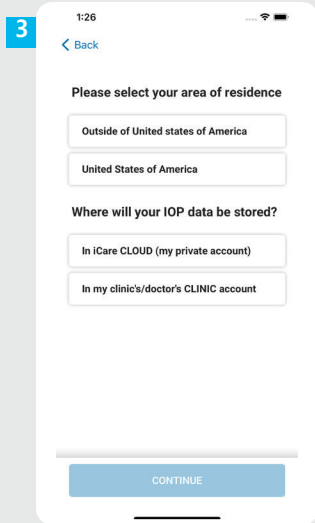 3
1:26
Back
Please select your area of residence
Outside of United states of America
United States of America
Where will your IOP data be stored?
In iCare CLOUD (my private account)
In my clinic's/doctor's CLINIC account
CONTINUE